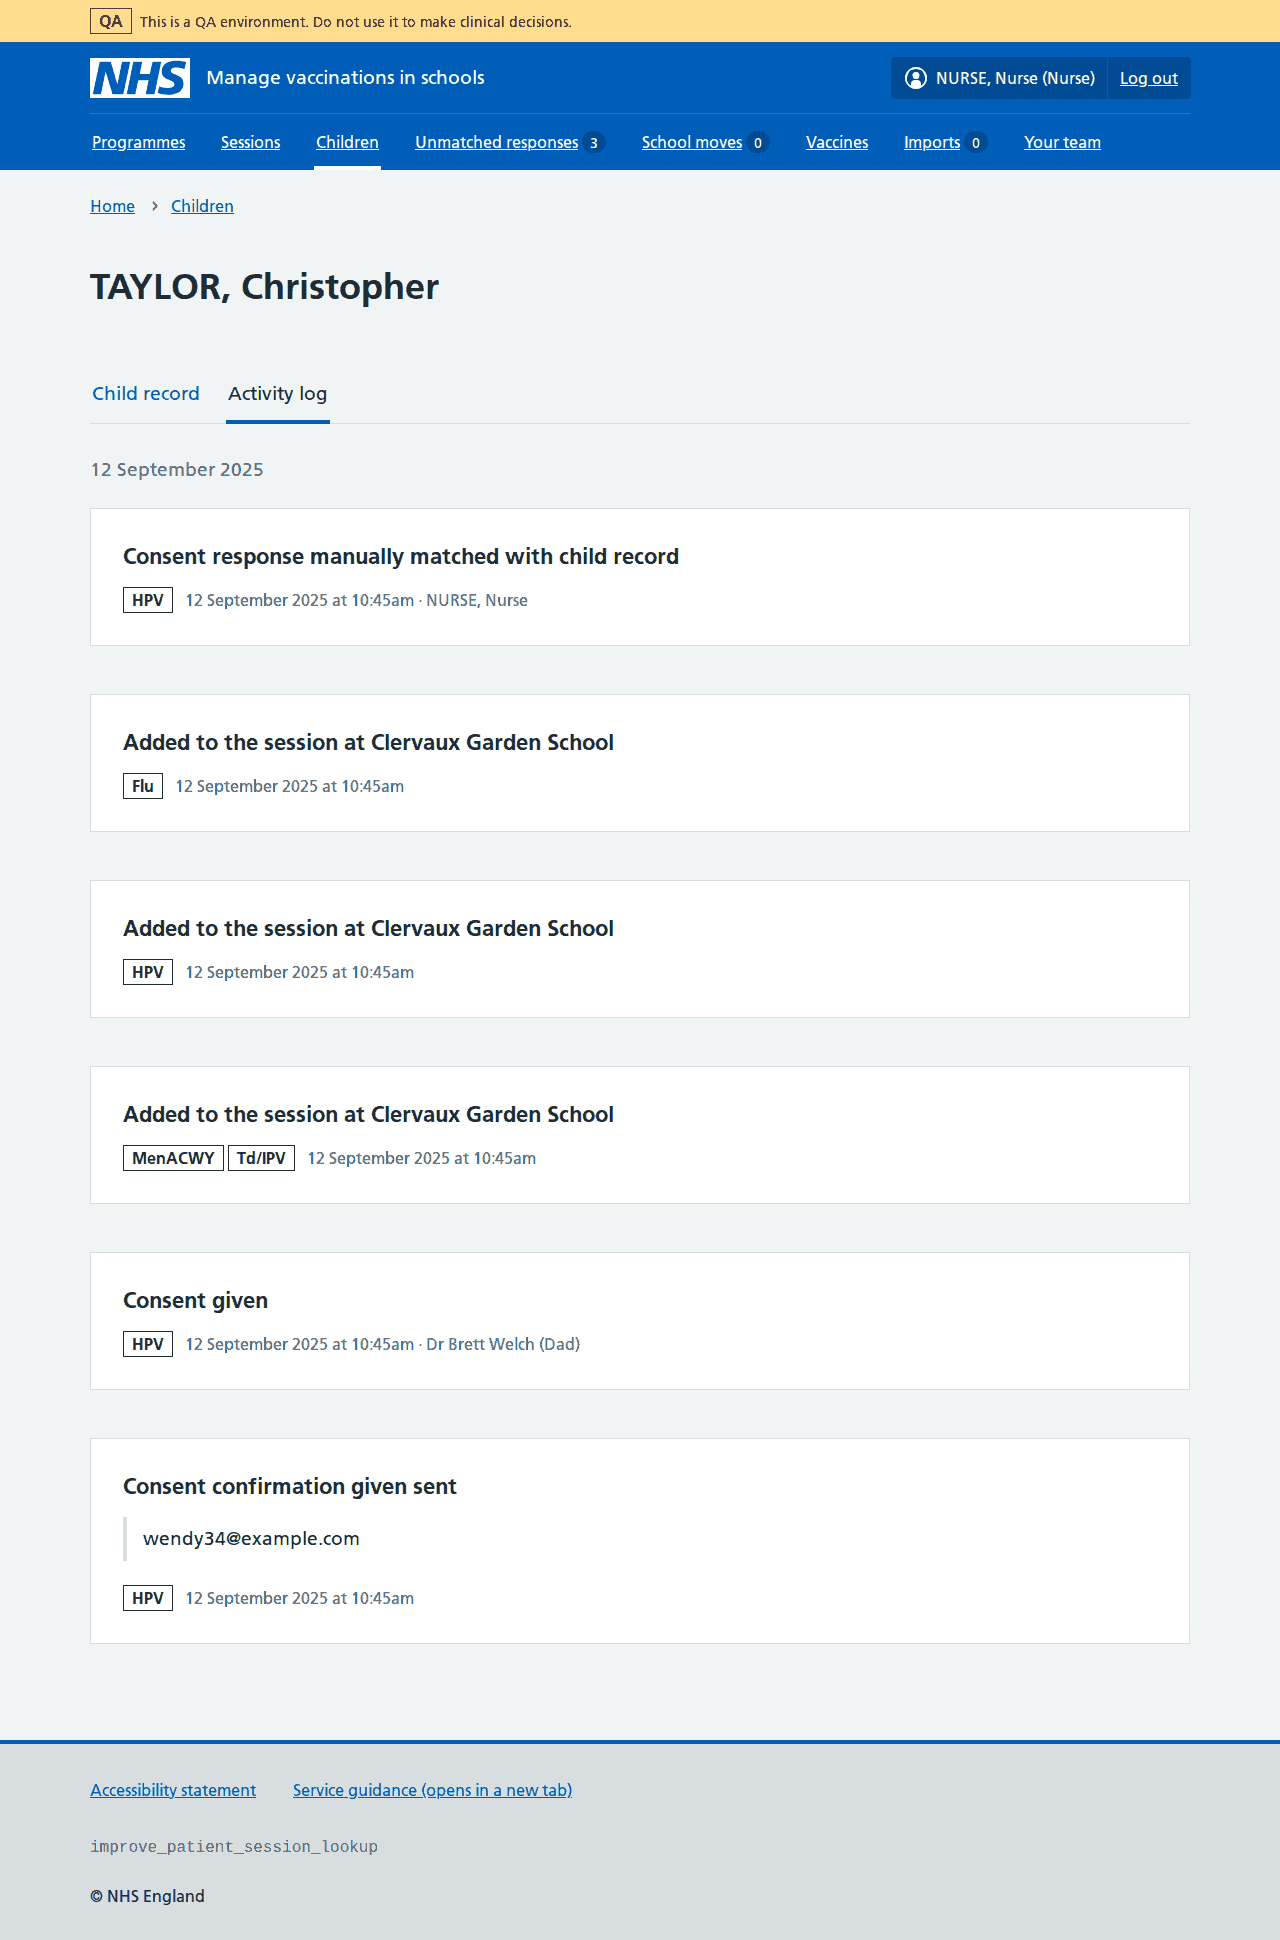 QA This is a QA environment. Do not use it to make clinical decisions.
NHS Manage vaccinations in schools NURSE, Nurse (Nurse) Log out
Programmes Sessions Children Unmatched responses 3 School moves 0 Vaccines Imports 0 Your team
Home › Children
TAYLOR, Christopher
Child record Activity log
12 September 2025
Consent response manually matched with child record
HPV 12 September 2025 at 10:45am · NURSE, Nurse
Added to the session at Clervaux Garden School
Flu 12 September 2025 at 10:45am
Added to the session at Clervaux Garden School
HPV 12 September 2025 at 10:45am
Added to the session at Clervaux Garden School
MenACWY Td/IPV 12 September 2025 at 10:45am
Consent given
HPV 12 September 2025 at 10:45am · Dr Brett Welch (Dad)
Consent confirmation given sent
wendy34@example.com
HPV 12 September 2025 at 10:45am
Accessibility statement Service guidance (opens in a new tab)
improve_patient_session_lookup
© NHS England